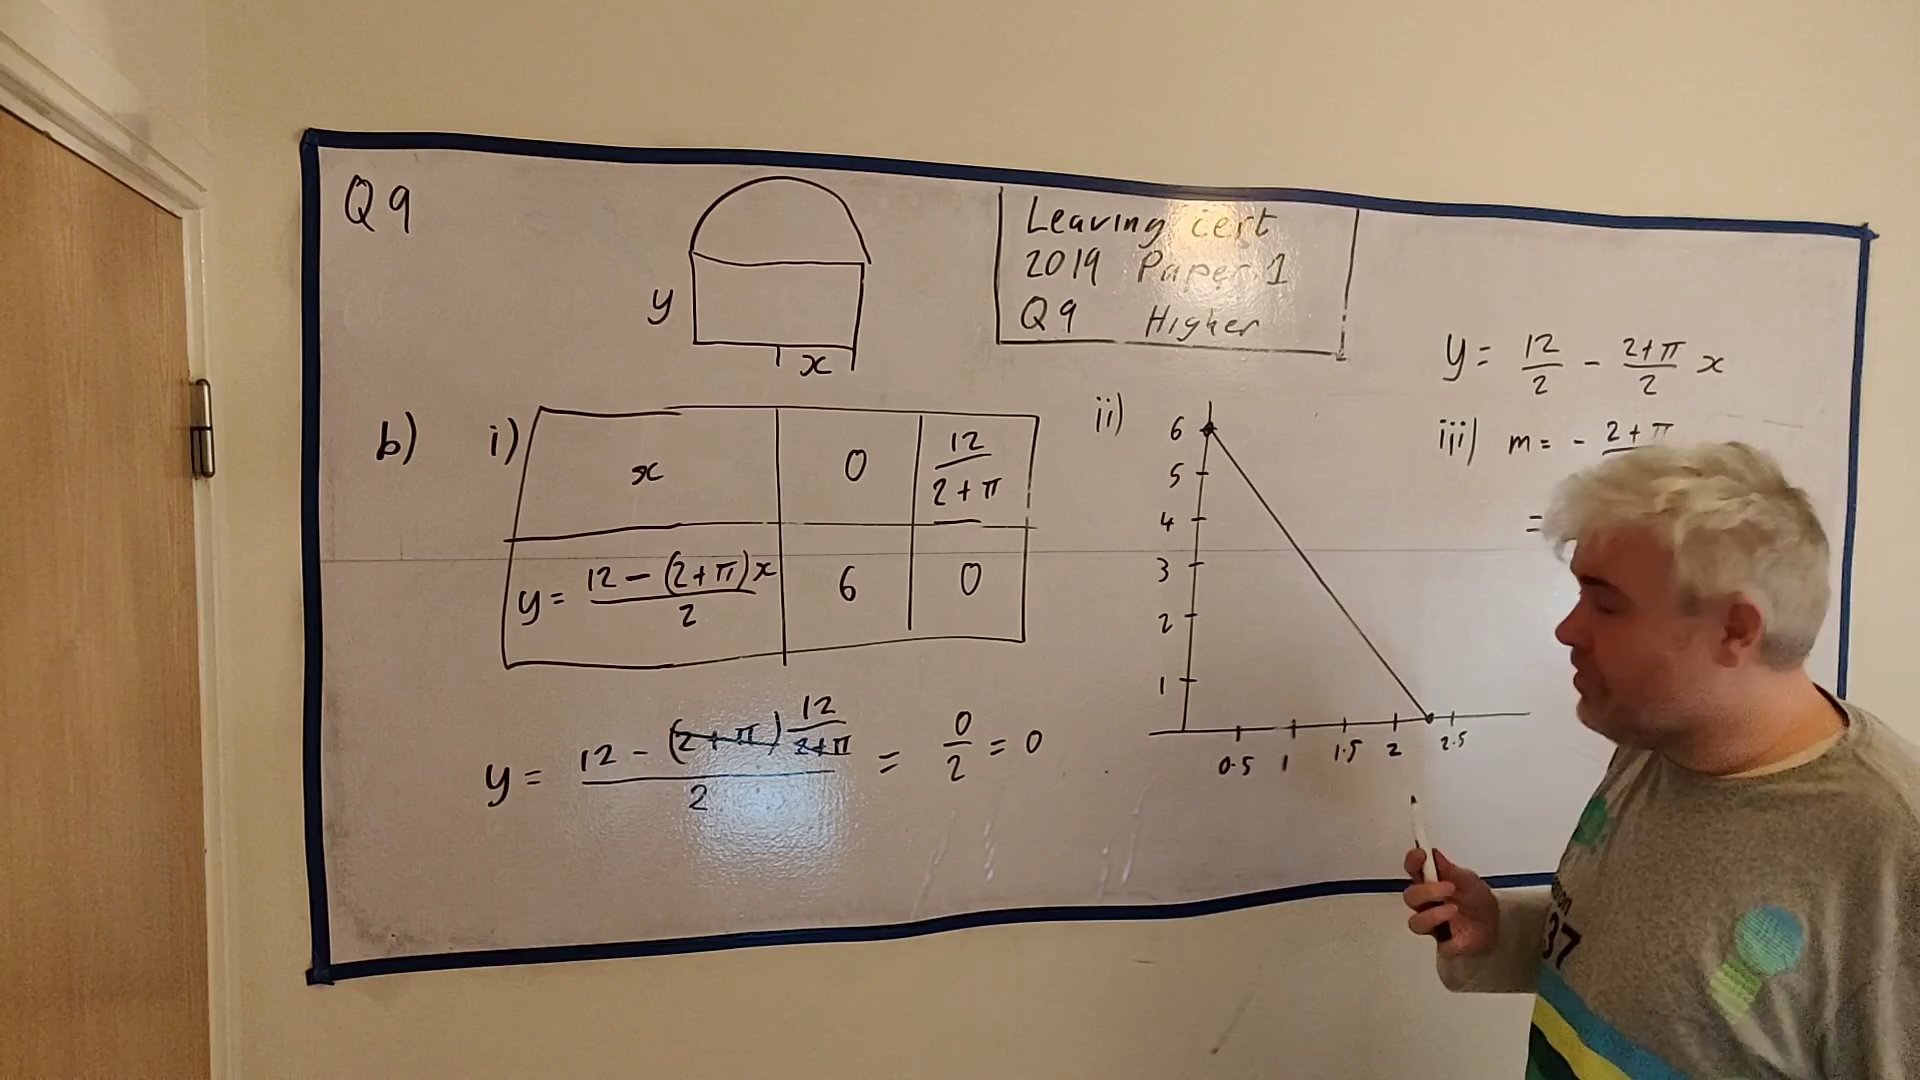 Q9
y
x
Leaving cert
2019 Paper 1
Q9 Higher
y = 12/2 - 2+π/2 x
iii) m = - 2+π
=
b) i)
x 0 12/2+π
y = 12-(2+π)x/2 6 0
y = 12-(2+π)12/2+π/2 = 0/2 = 0
ii)
6
5
4
3
2
1
0.5 1 1.5 2 2.5
37